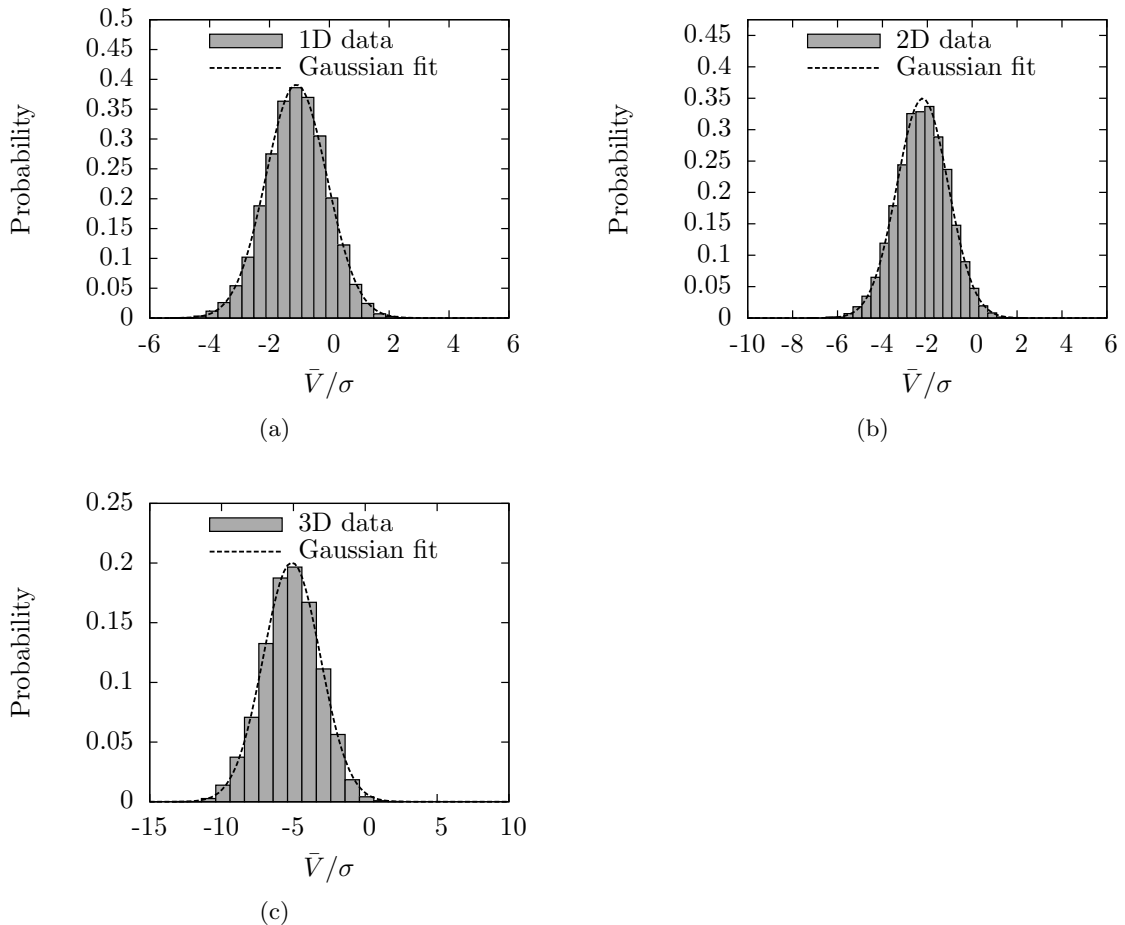 0.5
0.45
0.4
0.35
0.3
0.25
0.2
0.15
0.1
0.05
0
Probability
1D data
Gaussian fit
-6 -4 -2 0 2 4 6
V̄/σ
(a)
0.45
0.4
0.35
0.3
0.25
0.2
0.15
0.1
0.05
0
Probability
2D data
Gaussian fit
-10 -8 -6 -4 -2 0 2 4 6
V̄/σ
(b)
0.25
0.2
0.15
0.1
0.05
0
Probability
3D data
Gaussian fit
-15 -10 -5 0 5 10
V̄/σ
(c)